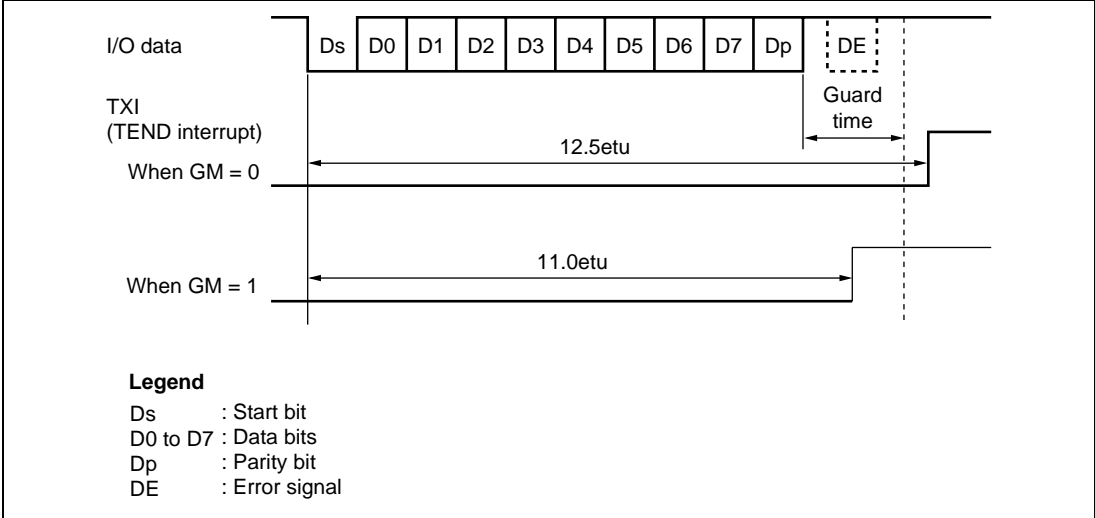 I/O data
Ds D0 D1 D2 D3 D4 D5 D6 D7 Dp DE
Guard
time
TXI
(TEND interrupt)
12.5etu
When GM = 0
11.0etu
When GM = 1
Legend
Ds : Start bit
D0 to D7 : Data bits
Dp : Parity bit
DE : Error signal